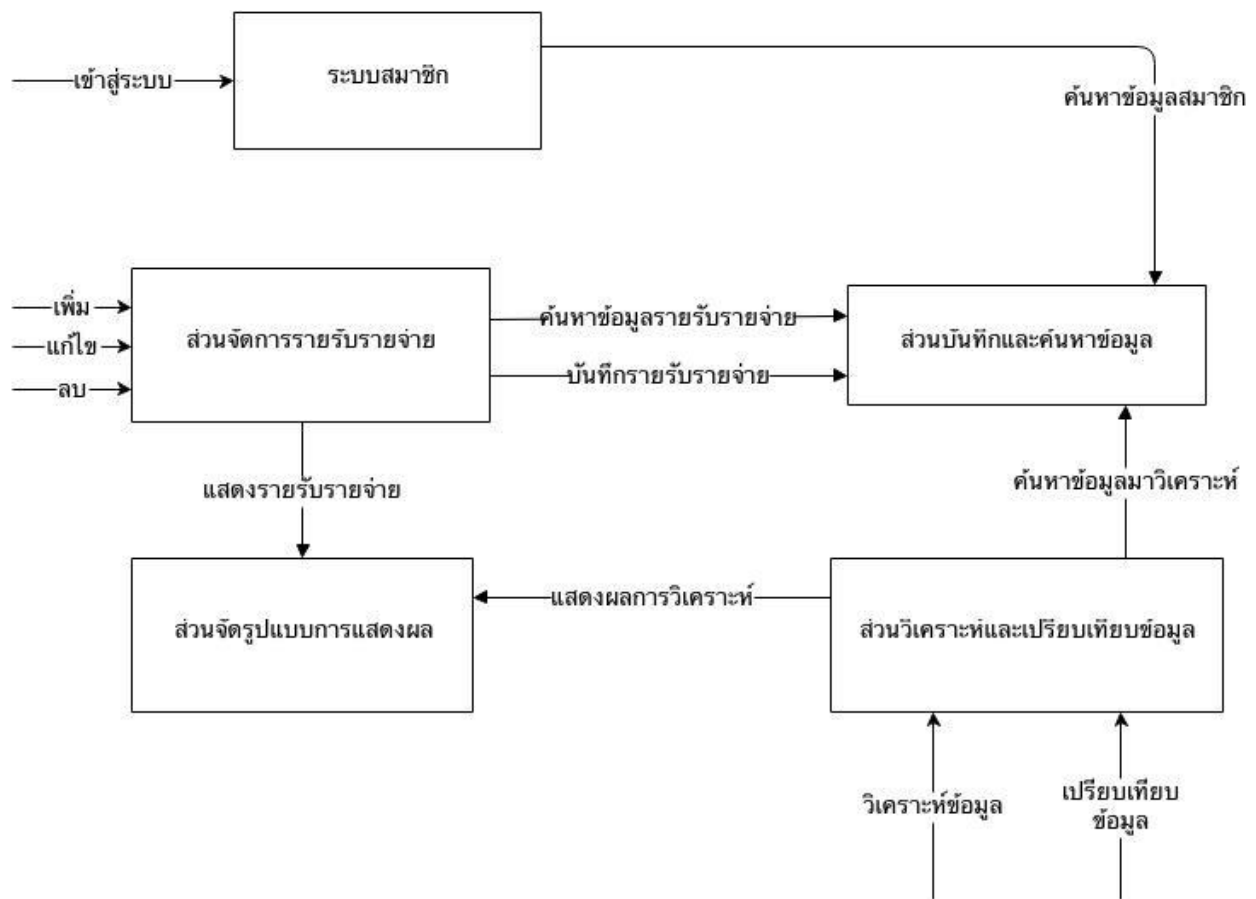 ระบบสมาชิก
เข้าสู่ระบบ
ค้นหาข้อมูลสมาชิก
เพิ่ม
แก้ไข
ลบ
ส่วนจัดการรายรับรายจ่าย
ค้นหาข้อมูลรายรับรายจ่าย
บันทึกรายรับรายจ่าย
ส่วนบันทึกและค้นหาข้อมูล
แสดงรายรับรายจ่าย
ค้นหาข้อมูลมาวิเคราะห์
ส่วนจัดรูปแบบการแสดงผล
แสดงผลการวิเคราะห์
ส่วนวิเคราะห์และเปรียบเทียบข้อมูล
วิเคราะห์ข้อมูล
เปรียบเทียบ
ข้อมูล